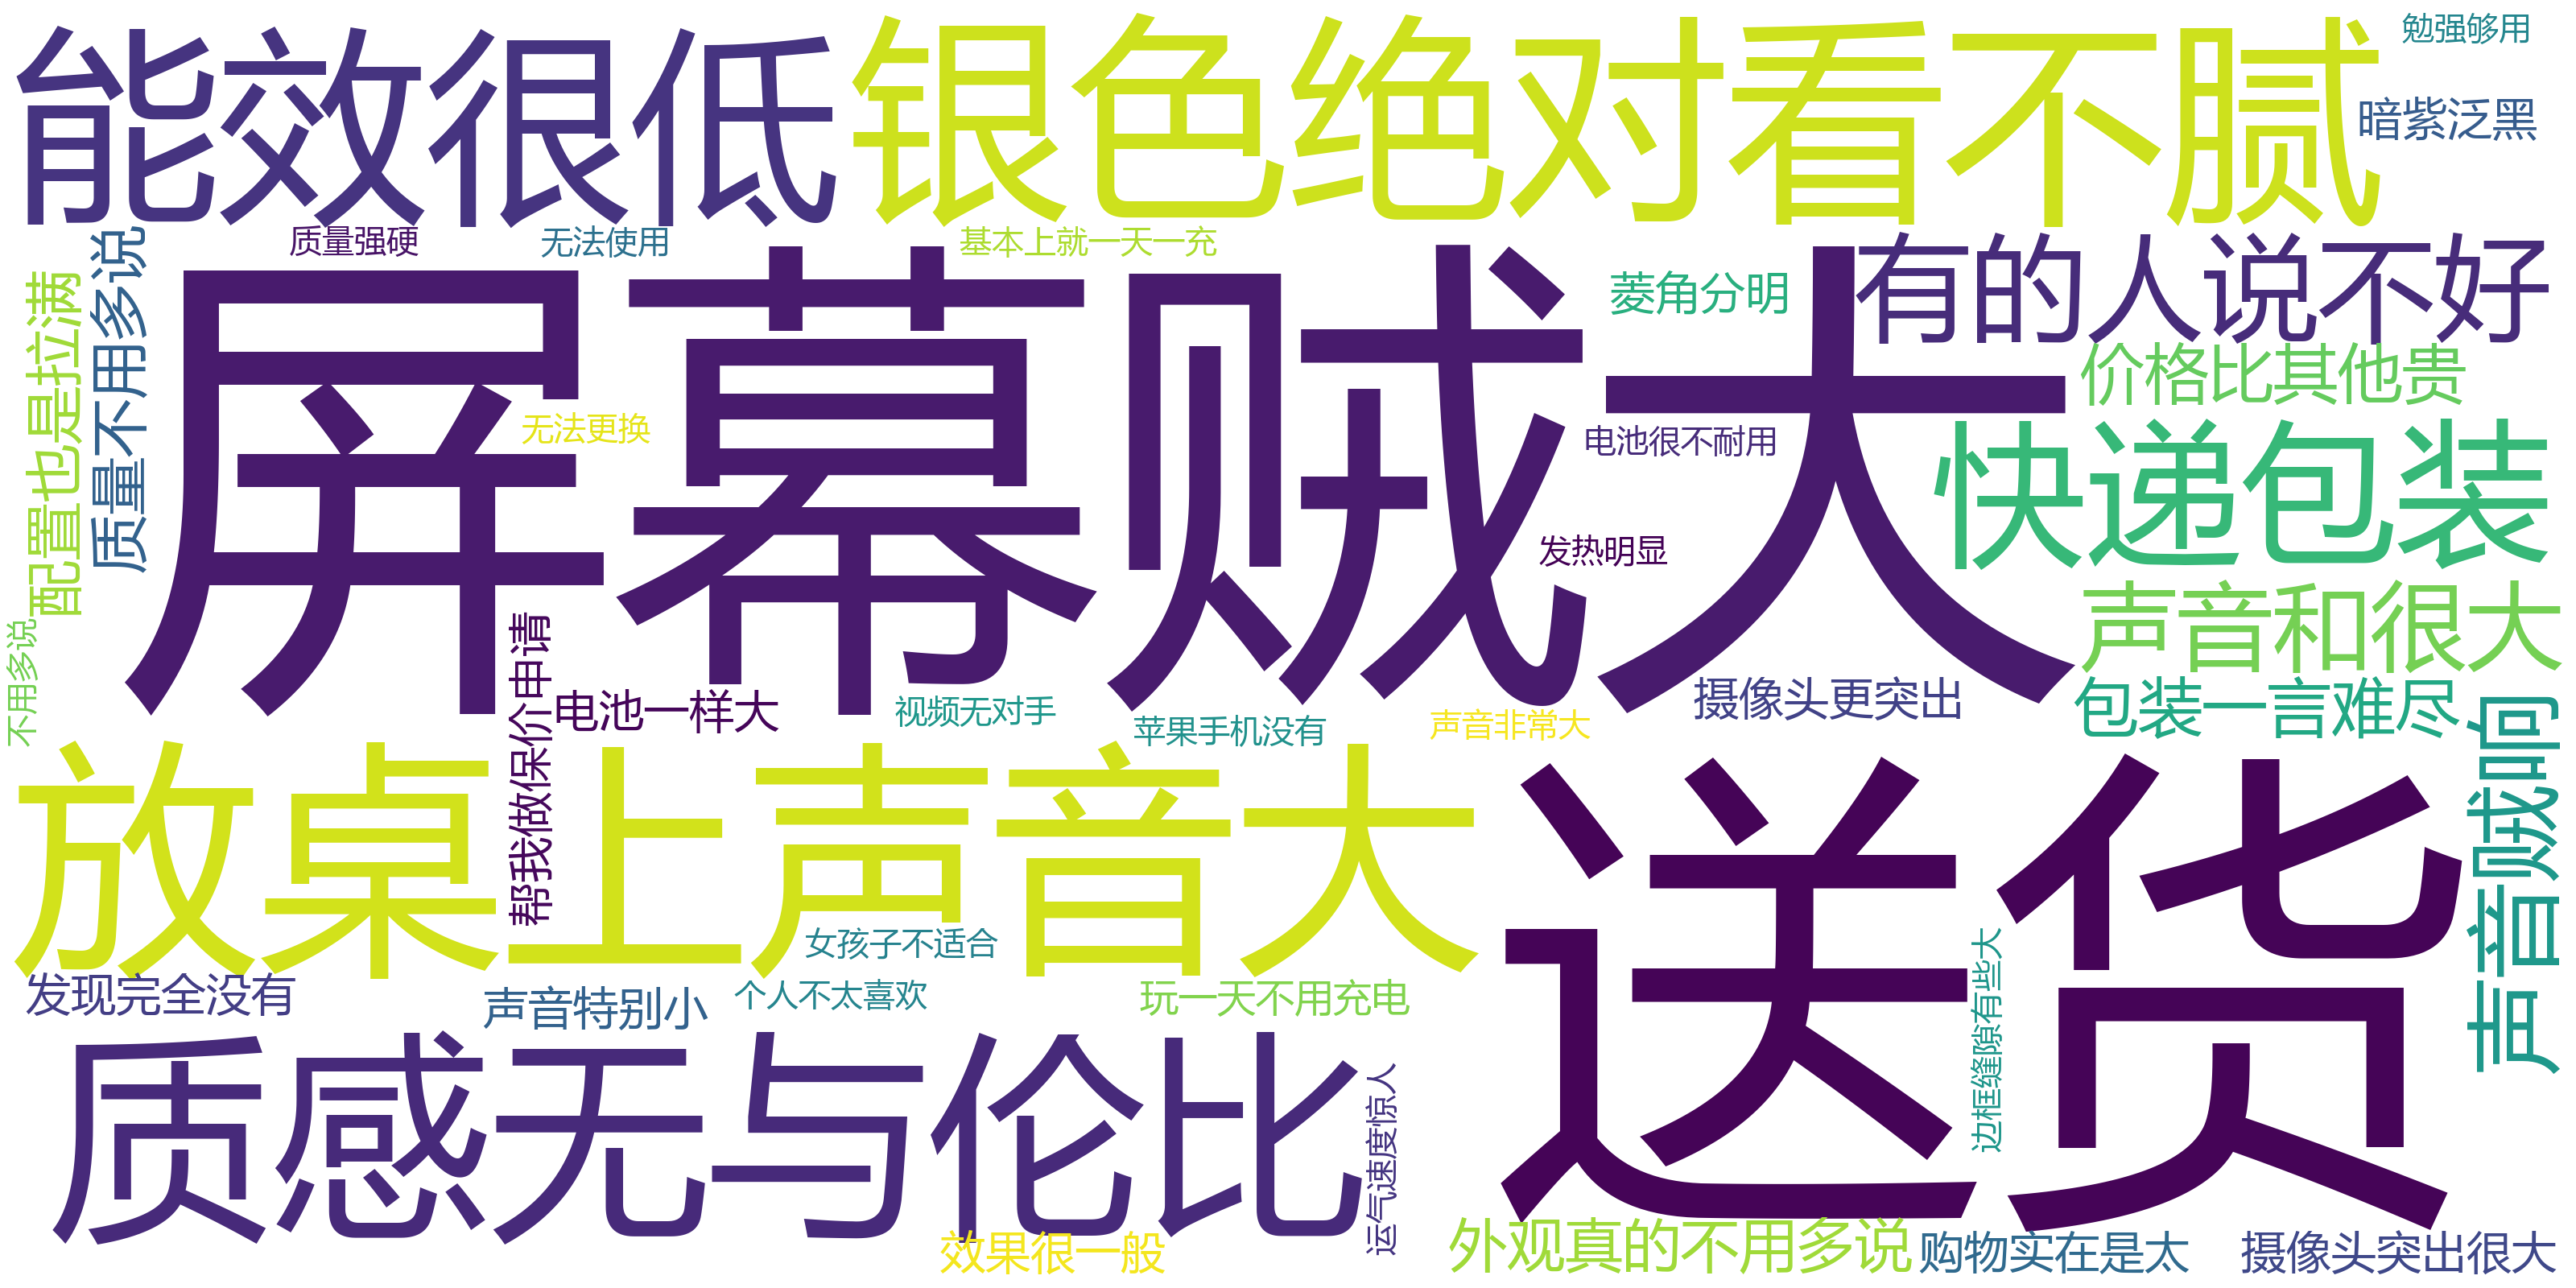 能效很低
银色绝对看不腻
勉强够用
暗紫泛黑
质量强硬
无法使用
基本上就一天一充
有的人说不好
菱角分明
质量不用多说
配置也是拉满
屏幕贼大
价格比其他贵
无法更换
电池很不耐用
快递包装
发热明显
声音和很大
不用多说
帮我做保价申请
电池一样大
视频无对手
苹果手机没有
声音非常大
摄像头更突出
包装一言难尽
声音贼响
放桌上声音大
送货
女孩子不适合
发现完全没有
声音特别小
个人不太喜欢
玩一天不用充电
边框缝隙有些大
质感无与伦比
运气速度惊人
效果很一般
外观真的不用多说
购物实在是太
摄像头突出很大